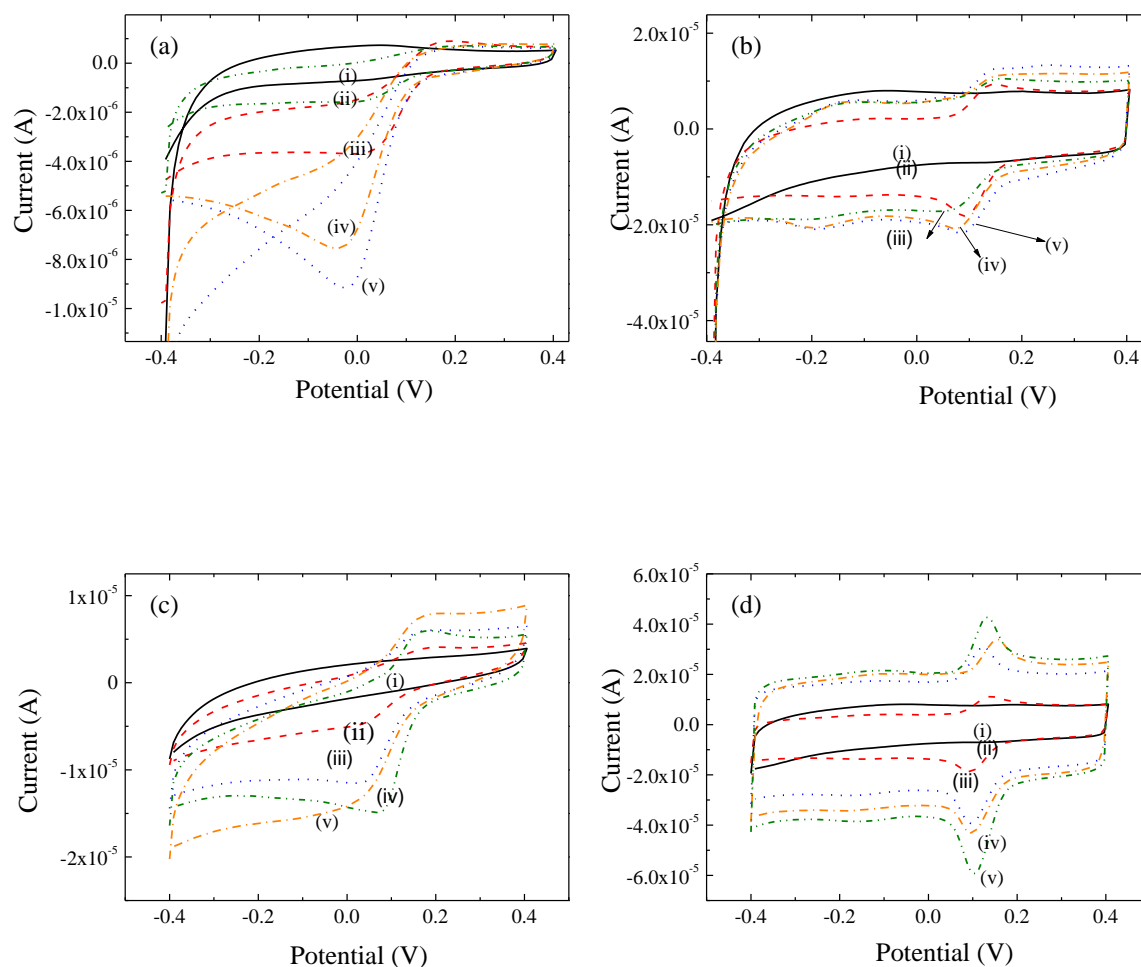 (a)
0.0
-2.0x10⁻⁶
-4.0x10⁻⁶
-6.0x10⁻⁶
-8.0x10⁻⁶
-1.0x10⁻⁵
Current (A)
(i)
(ii)
(iii)
(iv)
(v)
-0.4 -0.2 0.0 0.2 0.4
Potential (V)
(b)
2.0x10⁻⁵
0.0
-2.0x10⁻⁵
-4.0x10⁻⁵
Current (A)
(i)
(ii)
(iii)
(v)
(iv)
-0.4 -0.2 0.0 0.2 0.4
Potential (V)
(c)
1x10⁻⁵
0
-1x10⁻⁵
-2x10⁻⁵
Current (A)
(i)
(ii)
(iii)
(iv)
(v)
-0.4 -0.2 0.0 0.2 0.4
Potential (V)
(d)
6.0x10⁻⁵
4.0x10⁻⁵
2.0x10⁻⁵
0.0
-2.0x10⁻⁵
-4.0x10⁻⁵
-6.0x10⁻⁵
Current (A)
(i)
(ii)
(iii)
(iv)
(v)
-0.4 -0.2 0.0 0.2 0.4
Potential (V)